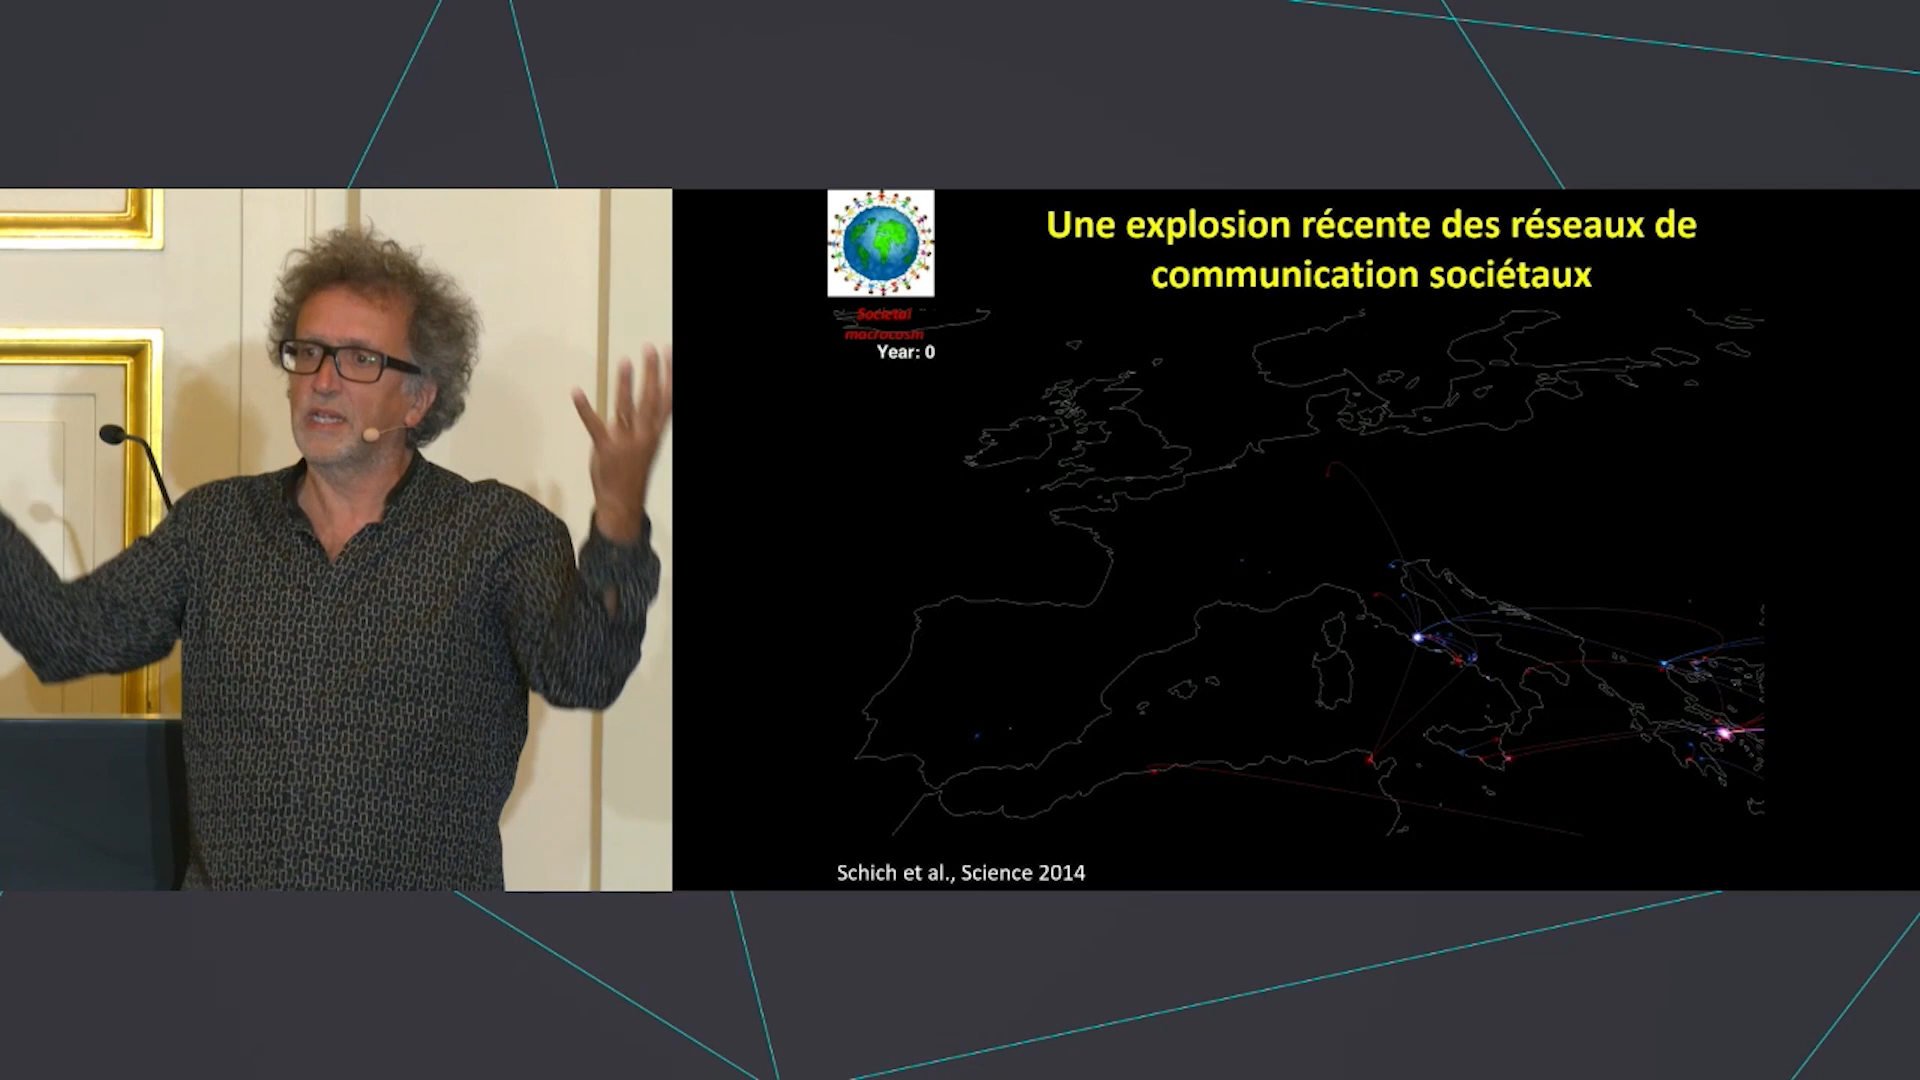 Une explosion récente des réseaux de
communication sociétaux
Societal
macrocosm
Year: 0
Schich et al., Science 2014